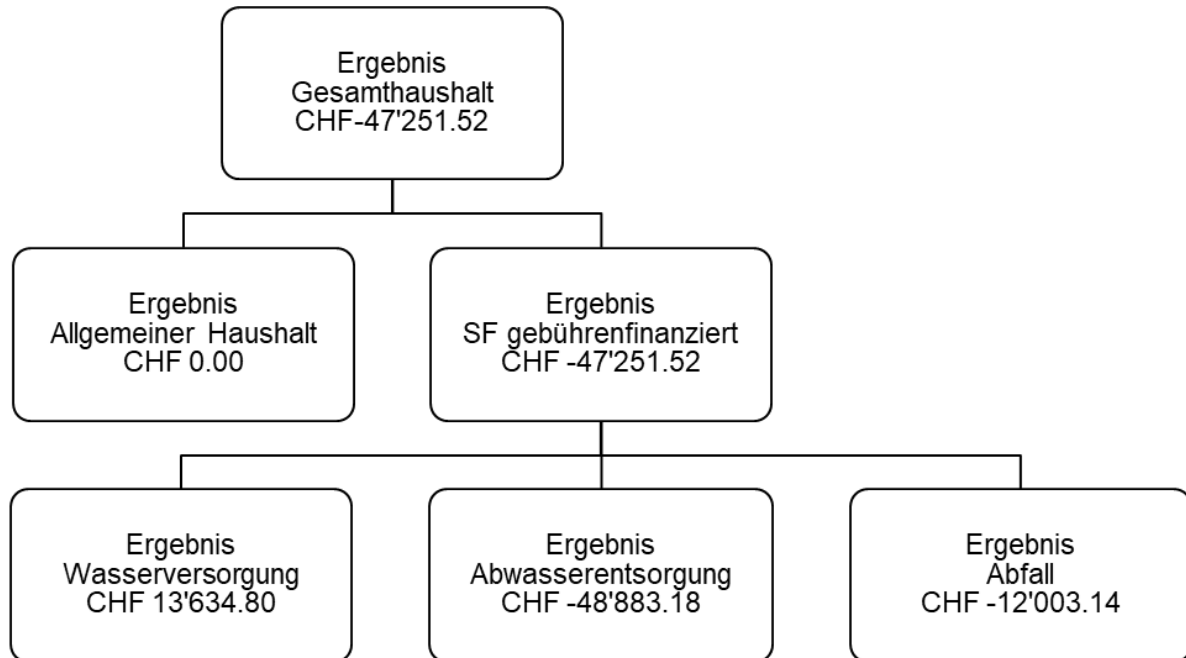 Ergebnis
Gesamthaushalt
CHF-47'251.52
Ergebnis
Allgemeiner Haushalt
CHF 0.00
Ergebnis
SF gebührenfinanziert
CHF -47'251.52
Ergebnis
Wasserversorgung
CHF 13'634.80
Ergebnis
Abwasserentsorgung
CHF -48'883.18
Ergebnis
Abfall
CHF -12'003.14